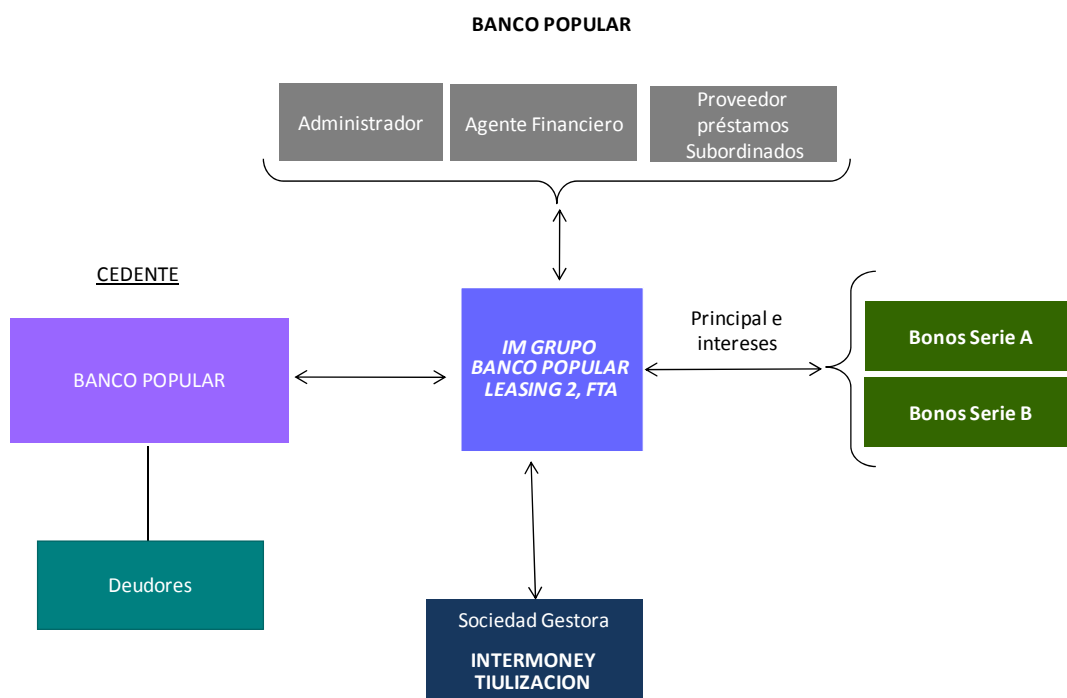 BANCO POPULAR
Administrador
Agente Financiero
Proveedor
préstamos
Subordinados
CEDENTE
BANCO POPULAR
IM GRUPO
BANCO POPULAR
LEASING 2, FTA
Principal e
intereses
Bonos Serie A
Bonos Serie B
Deudores
Sociedad Gestora
INTERMONEY
TIULIZACION